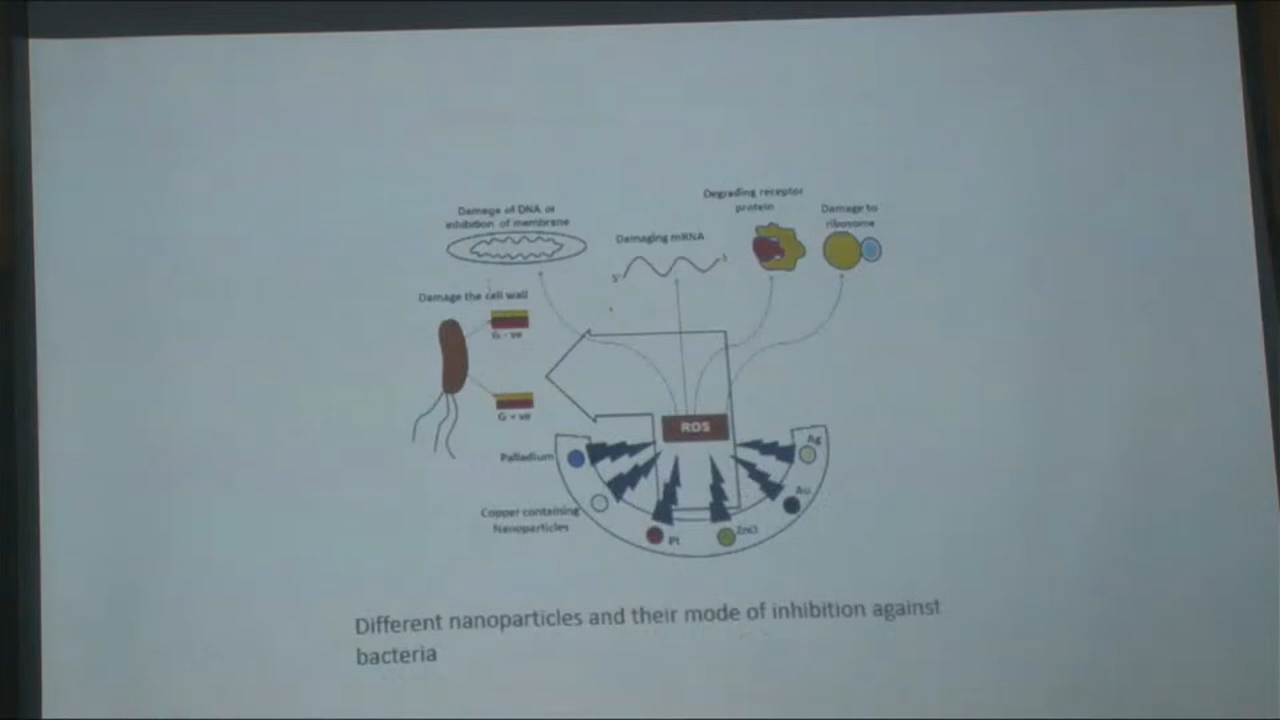 Degrading receptor
protein
Damage of DNA or
inhibition of membrane
Damage to
ribosome
Damaging mRNA
5'
Damage the cell wall
G - ve
G + ve
ROS
Palladium
Ag
Au
Copper containing
Nanoparticles
Pt
ZnO
Different nanoparticles and their mode of inhibition against
bacteria